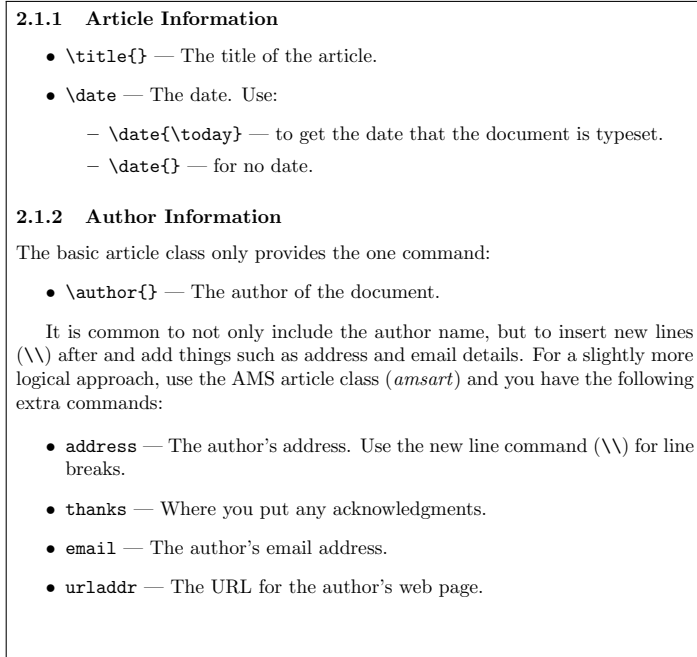 2.1.1 Article Information
• \title{} — The title of the article.
• \date — The date. Use:
– \date{\today} — to get the date that the document is typeset.
– \date{} — for no date.
2.1.2 Author Information
The basic article class only provides the one command:
• \author{} — The author of the document.
It is common to not only include the author name, but to insert new lines
(\\) after and add things such as address and email details. For a slightly more
logical approach, use the AMS article class (amsart) and you have the following
extra commands:
• address — The author's address. Use the new line command (\\) for line
breaks.
• thanks — Where you put any acknowledgments.
• email — The author's email address.
• urladdr — The URL for the author's web page.